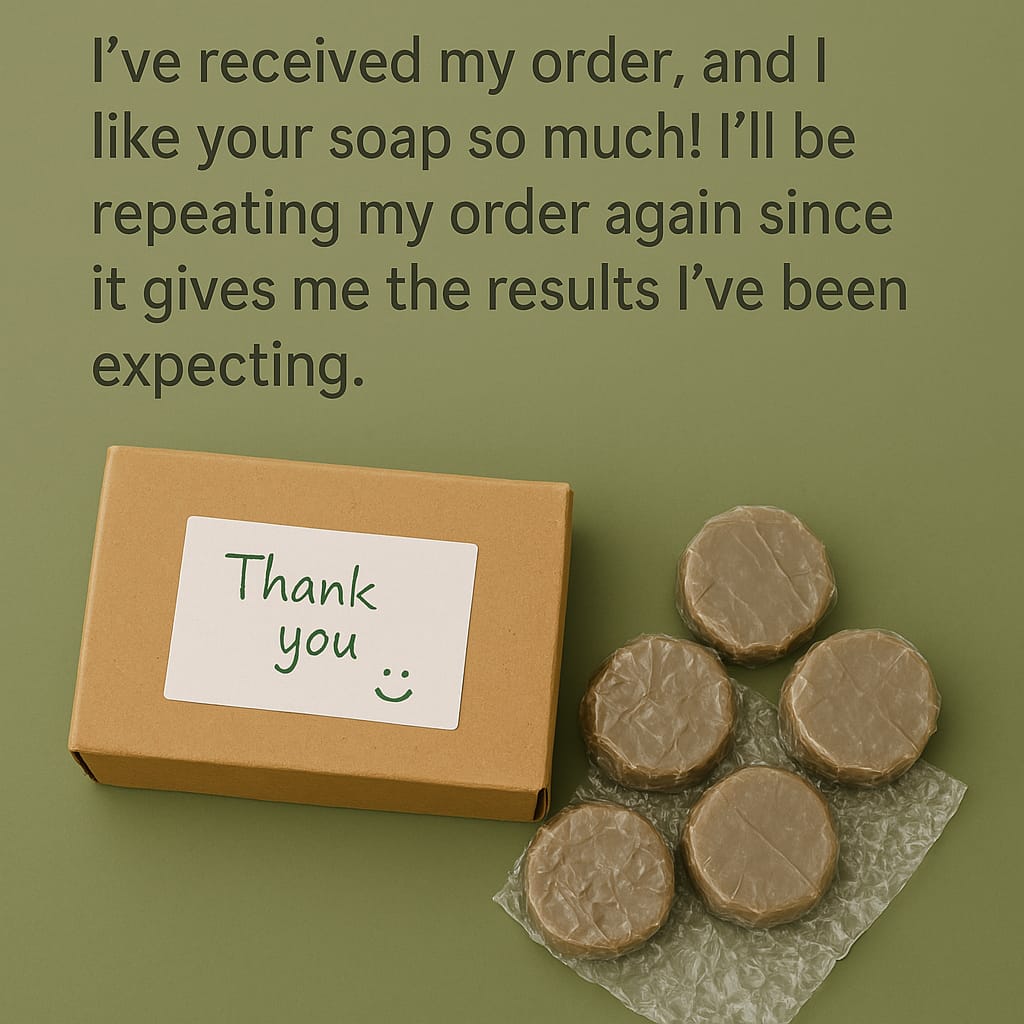 I’ve received my order, and I
like your soap so much! I’ll be
repeating my order again since
it gives me the results I’ve been
expecting.
Thank
you